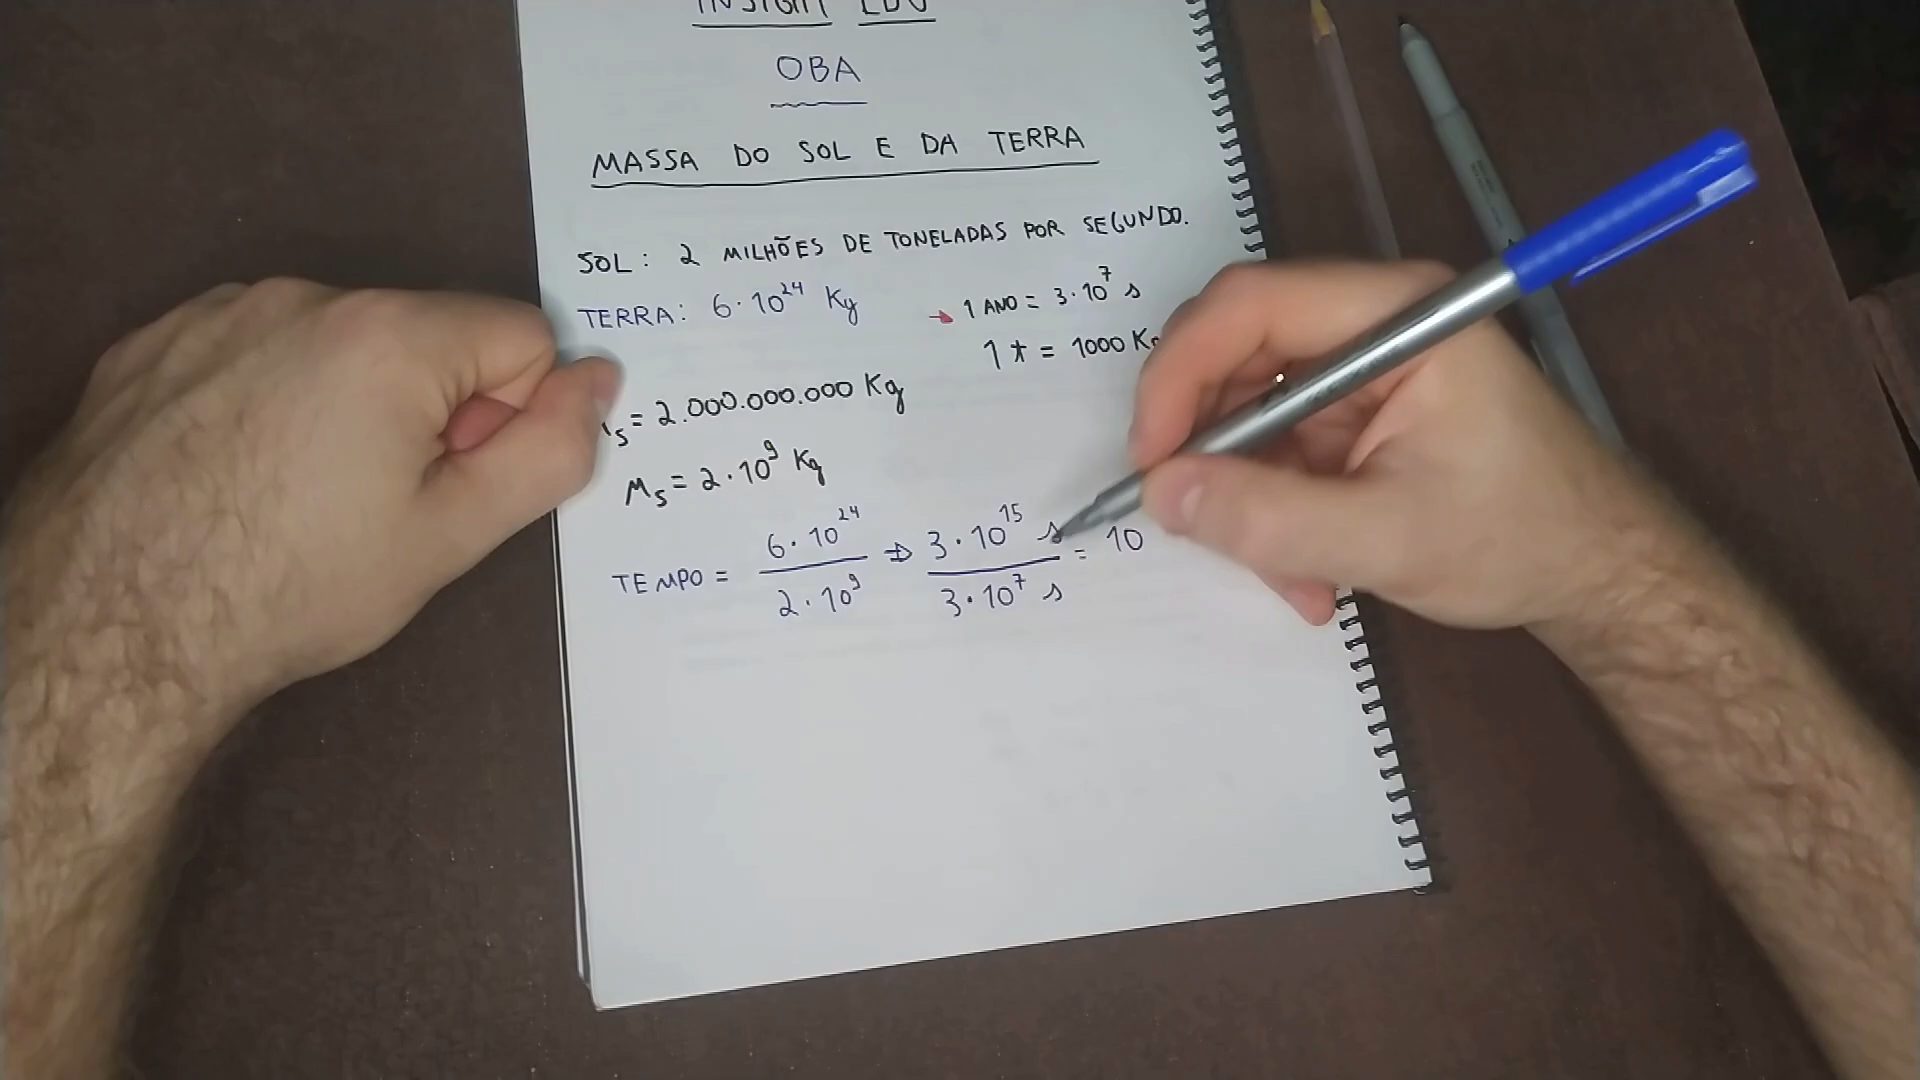 INSIGHT EDU
OBA
MASSA DO SOL E DA TERRA
SOL: 2 MILHÕES DE TONELADAS POR SEGUNDO.
TERRA: 6·10²⁴ Kg
→ 1 ANO = 3·10⁷ s
1 t = 1000 Kg
s = 2.000.000.000 Kg
Ms = 2·10⁹ Kg
TEMPO = 6·10²⁴ / 2·10⁹ ⇒ 3·10¹⁵ s / 3·10⁷ s = 10